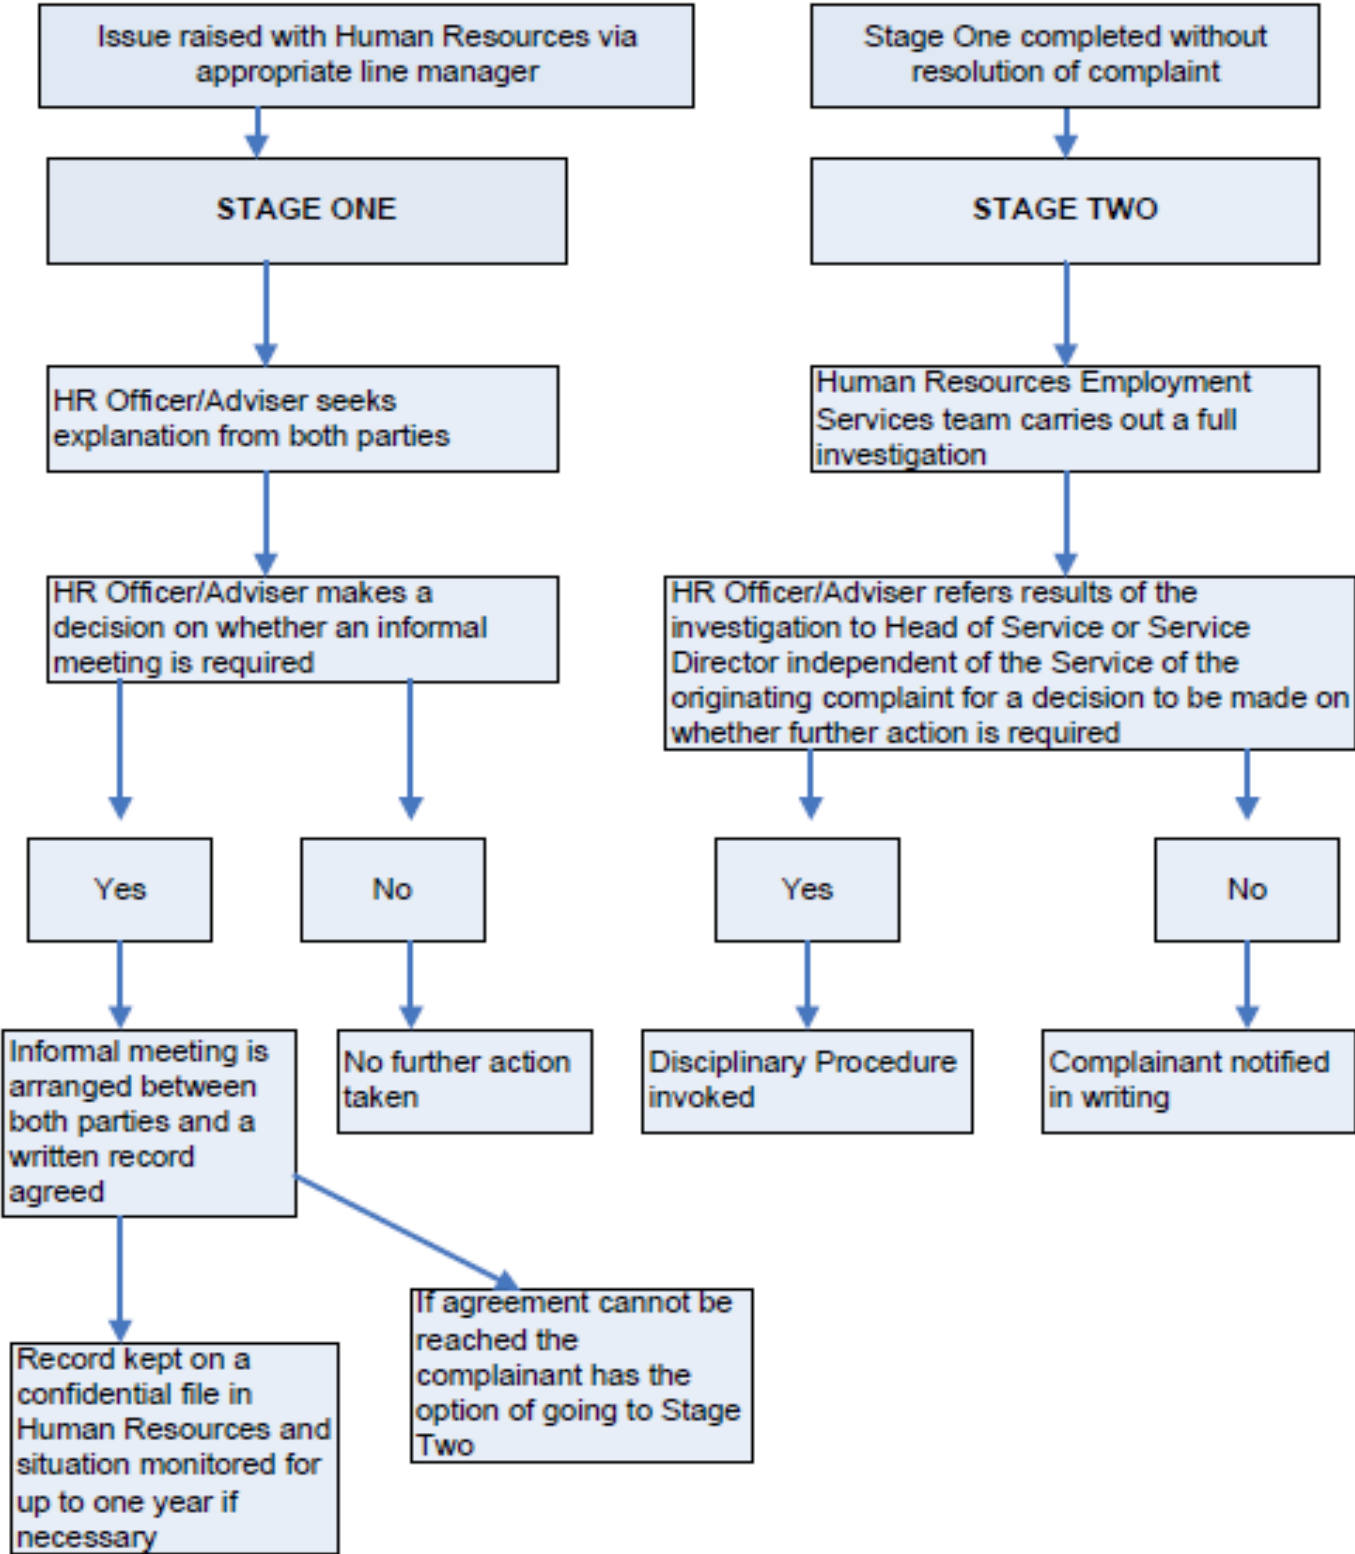 Issue raised with Human Resources via
appropriate line manager
STAGE ONE
HR Officer/Adviser seeks
explanation from both parties
HR Officer/Adviser makes a
decision on whether an informal
meeting is required
Yes
No
Informal meeting is
arranged between
both parties and a
written record
agreed
No further action
taken
Record kept on a
confidential file in
Human Resources and
situation monitored for
up to one year if
necessary
If agreement cannot be
reached the
complainant has the
option of going to Stage
Two
Stage One completed without
resolution of complaint
STAGE TWO
Human Resources Employment
Services team carries out a full
investigation
HR Officer/Adviser refers results of the
investigation to Head of Service or Service
Director independent of the Service of the
originating complaint for a decision to be made on
whether further action is required
Yes
No
Disciplinary Procedure
invoked
Complainant notified
in writing